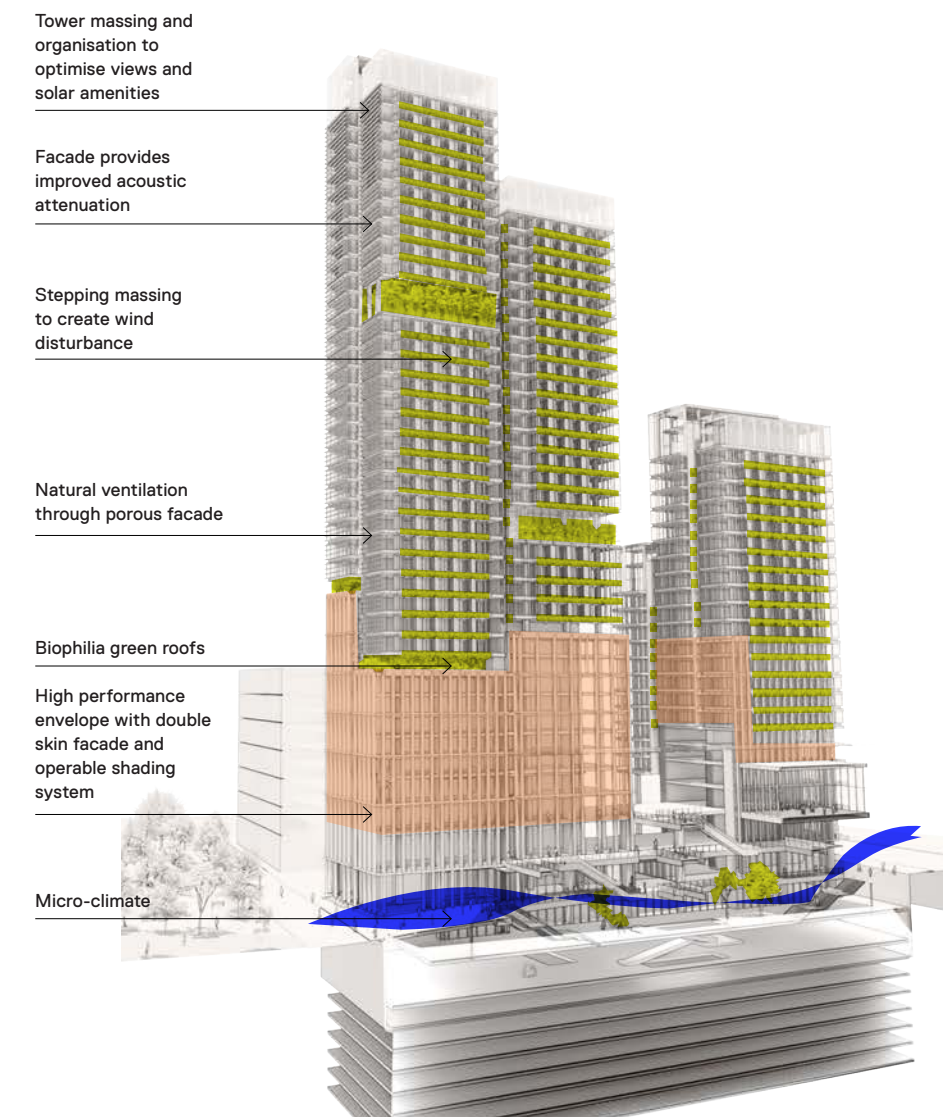 Tower massing and
organisation to
optimise views and
solar amenities
Facade provides
improved acoustic
attenuation
Stepping massing
to create wind
disturbance
Natural ventilation
through porous facade
Biophilia green roofs
High performance
envelope with double
skin facade and
operable shading
system
Micro-climate